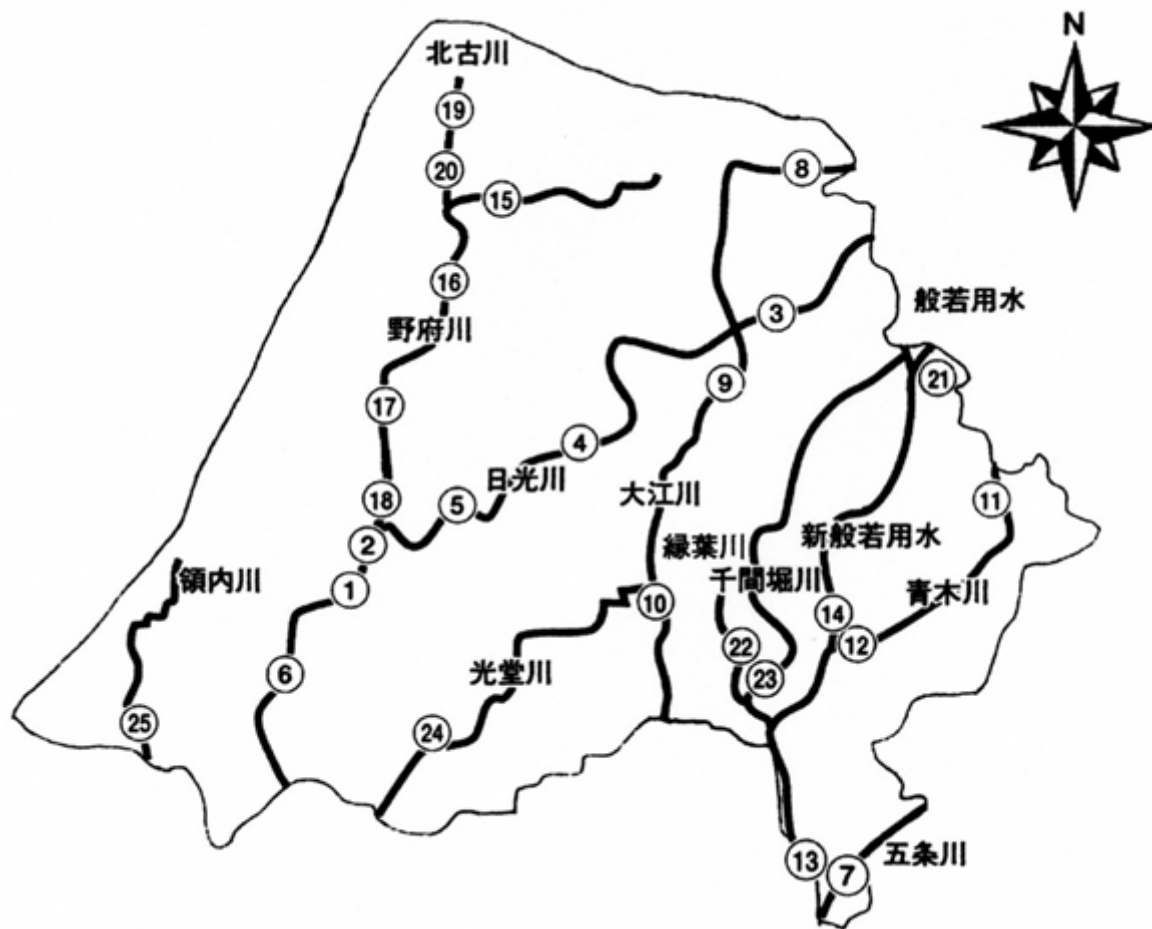 N
北古川
⑲
⑳
⑧
⑮
⑯
③
般若用水
野府川
㉑
⑨
⑰
④
日光川
大江川
⑱
⑤
⑪
②
縁葉川
新般若用水
領内川
①
千間堀川
青木川
⑩
⑭
㉒
⑫
⑥
光堂川
㉓
㉕
㉔
⑬
⑦
五条川